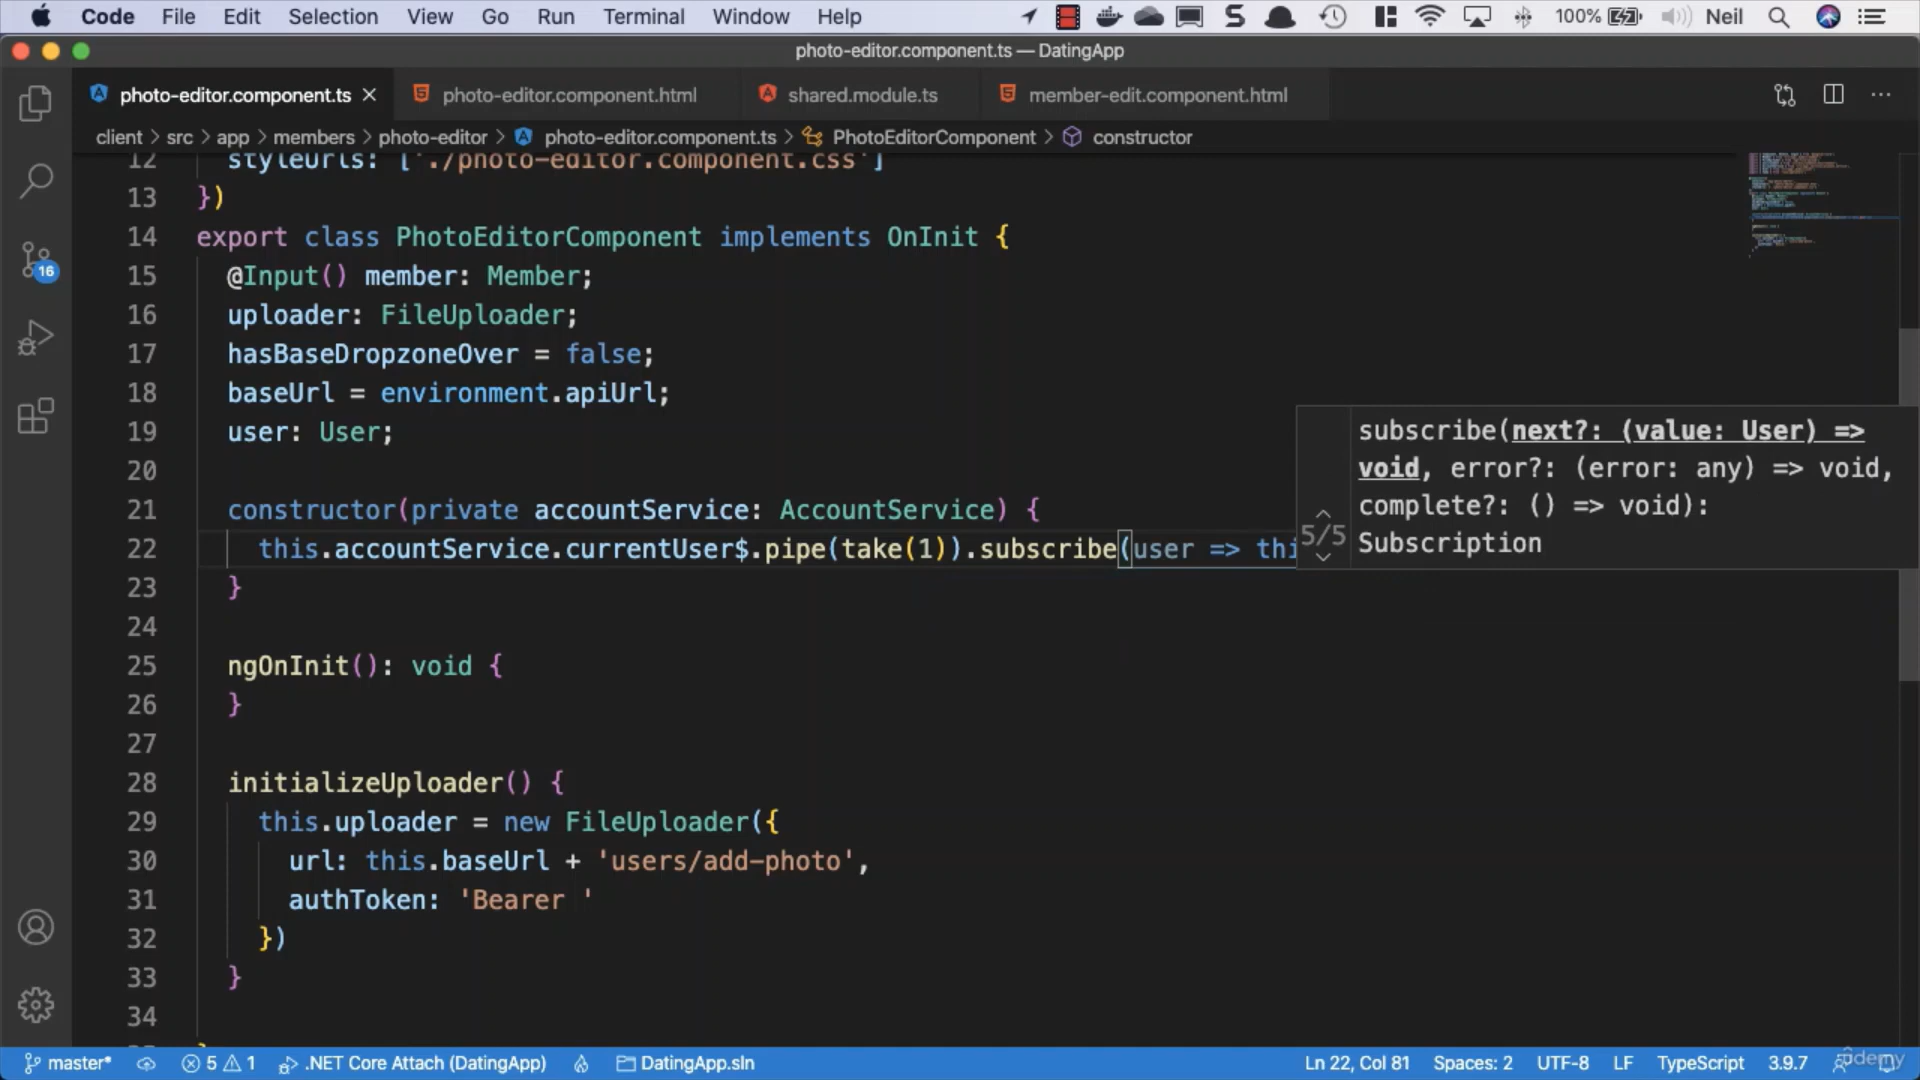 Code File Edit Selection View Go Run Terminal Window Help 100% Neil
photo-editor.component.ts — DatingApp
photo-editor.component.ts photo-editor.component.html shared.module.ts member-edit.component.html
client > src > app > members > photo-editor > photo-editor.component.ts > PhotoEditorComponent > constructor
12 styleUrls: ['./photo-editor.component.css']
13 })
14 export class PhotoEditorComponent implements OnInit {
15 @Input() member: Member;
16 uploader: FileUploader;
17 hasBaseDropzoneOver = false;
18 baseUrl = environment.apiUrl;
19 user: User;
20
21 constructor(private accountService: AccountService) {
22 this.accountService.currentUser$.pipe(take(1)).subscribe(user => thi
23 }
24
25 ngOnInit(): void {
26 }
27
28 initializeUploader() {
29 this.uploader = new FileUploader({
30 url: this.baseUrl + 'users/add-photo',
31 authToken: 'Bearer '
32 })
33 }
34
subscribe(next?: (value: User) =>
void, error?: (error: any) => void,
complete?: () => void):
5/5 Subscription
16
master* 5 1 .NET Core Attach (DatingApp) DatingApp.sln Ln 22, Col 81 Spaces: 2 UTF-8 LF TypeScript 3.9.7
udemy